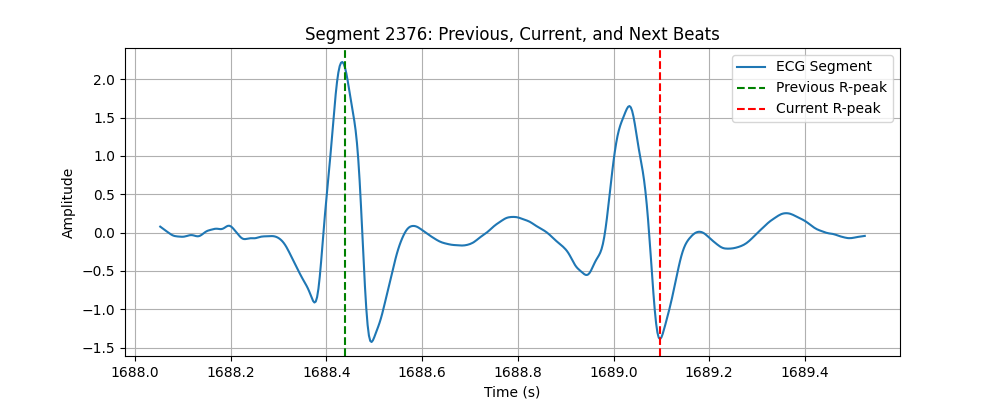 Segment 2376: Previous, Current, and Next Beats
ECG Segment
Previous R-peak
Current R-peak
Amplitude
2.0
1.5
1.0
0.5
0.0
−0.5
−1.0
−1.5
1688.0 1688.2 1688.4 1688.6 1688.8 1689.0 1689.2 1689.4
Time (s)